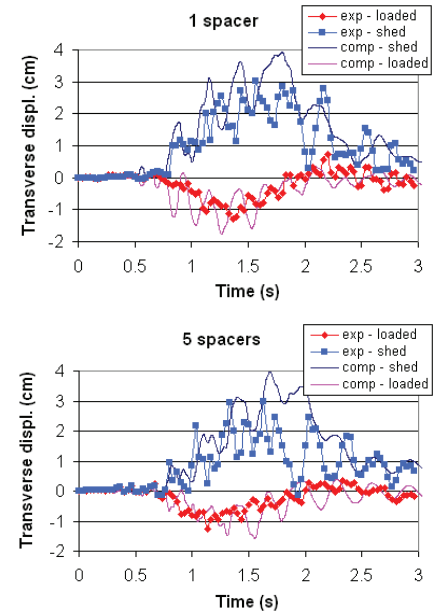 1 spacer
exp - loaded
exp - shed
comp - shed
comp - loaded
Transverse displ. (cm)
4
3
2
1
0
-1
-2
0 0.5 1 1.5 2 2.5 3
Time (s)
5 spacers
exp - loaded
exp - shed
comp - shed
comp - loaded
Transverse displ. (cm)
4
3
2
1
0
-1
-2
0 0.5 1 1.5 2 2.5 3
Time (s)